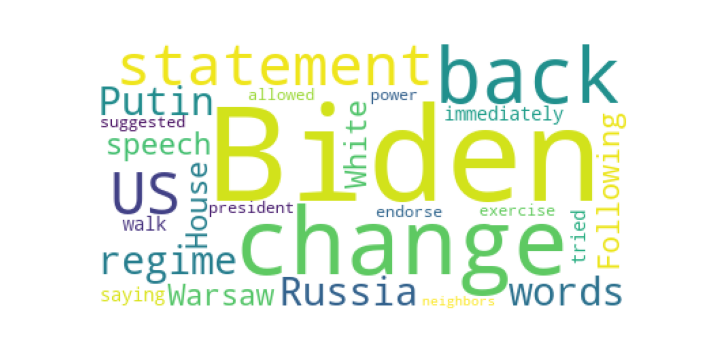 statement back
Putin allowed power immediately
suggested Biden
speech White Following
US House president endorse exercise tried
walk change
regime
saying Warsaw Russia neighbors words